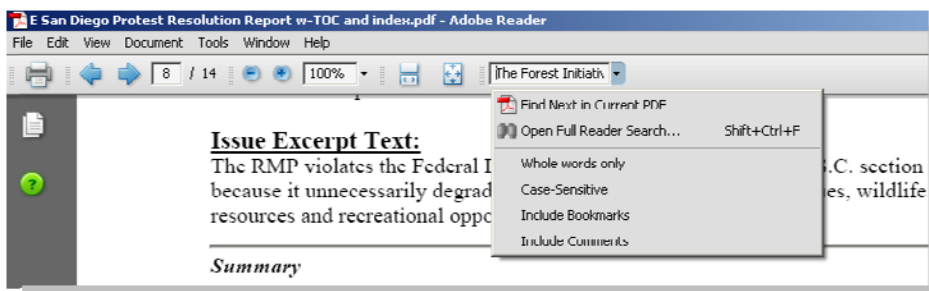 E San Diego Protest Resolution Report w-TOC and index.pdf - Adobe Reader
File Edit View Document Tools Window Help
8 / 14 100% The Forest Initiativ
Find Next in Current PDF
Open Full Reader Search... Shift+Ctrl+F
Whole words only
Case-Sensitive
Include Bookmarks
Include Comments
Issue Excerpt Text:
The RMP violates the Federal .C. section
because it unnecessarily degrad es, wildlife
resources and recreational oppo
Summary